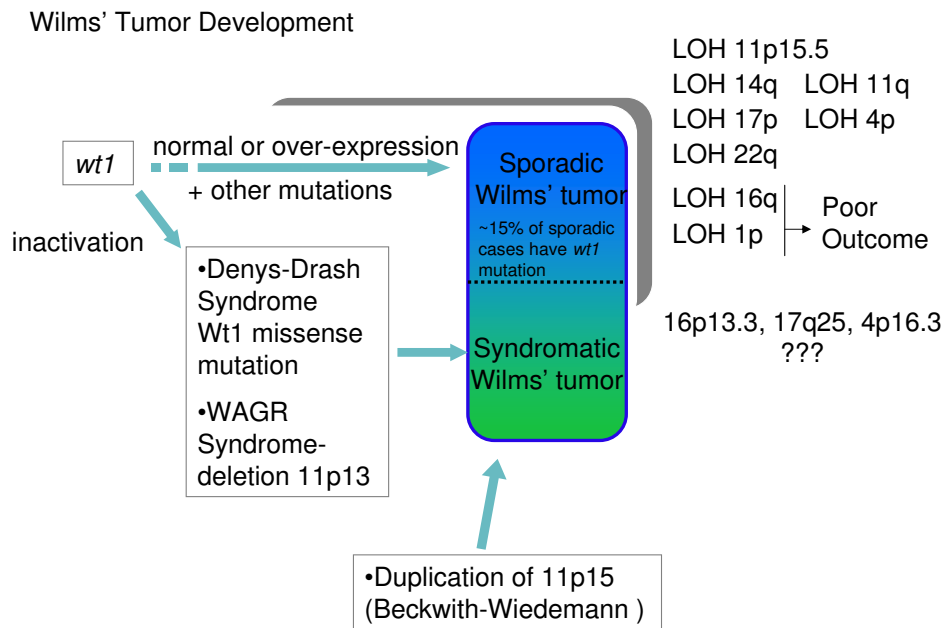 Wilms' Tumor Development
wt1
normal or over-expression
+ other mutations
inactivation
•Denys-Drash
Syndrome
Wt1 missense
mutation
•WAGR
Syndrome-
deletion 11p13
Sporadic
Wilms' tumor
~15% of sporadic
cases have wt1
mutation
Syndromatic
Wilms' tumor
•Duplication of 11p15
(Beckwith-Wiedemann )
LOH 11p15.5
LOH 14q LOH 11q
LOH 17p LOH 4p
LOH 22q
LOH 16q
LOH 1p
Poor
Outcome
16p13.3, 17q25, 4p16.3
???